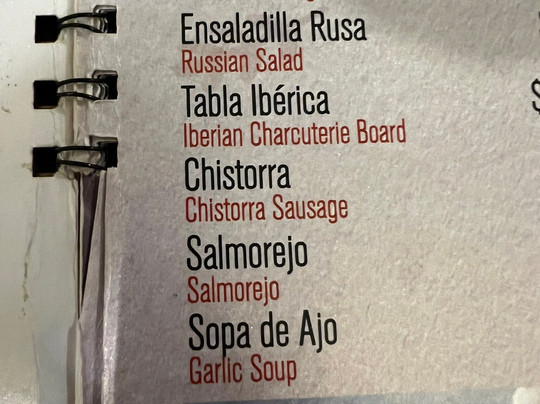 Ensaladilla Rusa
Russian Salad
Tabla Ibérica
Iberian Charcuterie Board
$
Chistorra
Chistorra Sausage
Salmorejo
Salmorejo
Sopa de Ajo
Garlic Soup